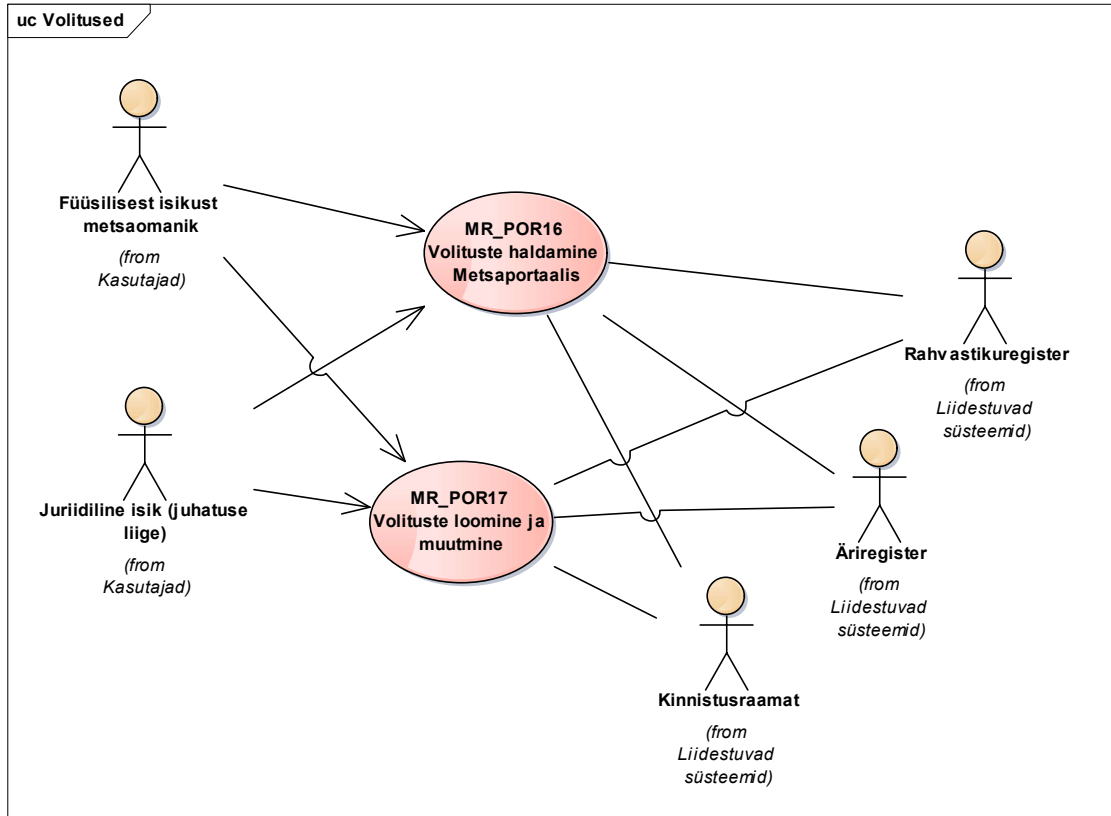 uc Volitused
Füüsilisest isikust
metsaomanik
(from
Kasutajad)
MR_POR16
Volituste haldamine
Metsaportaalis
Rahvastikuregister
(from
Liidestuvad
süsteemid)
Juriidiline isik (juhatuse
liige)
(from
Kasutajad)
MR_POR17
Volituste loomine ja
muutmine
Äriregister
(from
Liidestuvad
süsteemid)
Kinnistusraamat
(from
Liidestuvad
süsteemid)